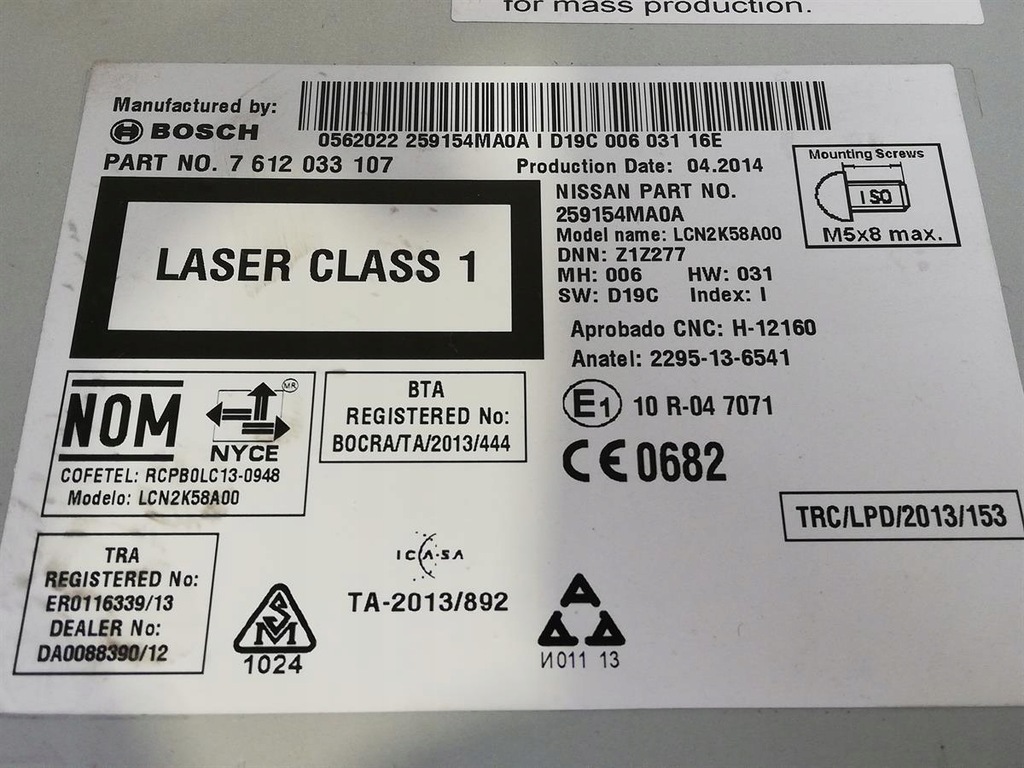 for mass production.
Manufactured by:
BOSCH
0562022 259154MA0A I D19C 006 031 16E
PART NO. 7 612 033 107
Production Date: 04.2014
LASER CLASS 1
NISSAN PART NO.
259154MA0A
Model name: LCN2K58A00
DNN: Z1Z277
MH: 006 HW: 031
SW: D19C Index: I
Mounting Screws
ISO
M5x8 max.
Aprobado CNC: H-12160
Anatel: 2295-13-6541
E1 10 R-04 7071
CE 0682
NOM
MR
NYCE
COFETEL: RCPBOLC13-0948
Modelo: LCN2K58A00
BTA
REGISTERED No:
BOCRA/TA/2013/444
TRC/LPD/2013/153
TRA
REGISTERED No:
ER0116339/13
DEALER No:
DA0088390/12
SM
1024
ICASA
TA-2013/892
И011 13